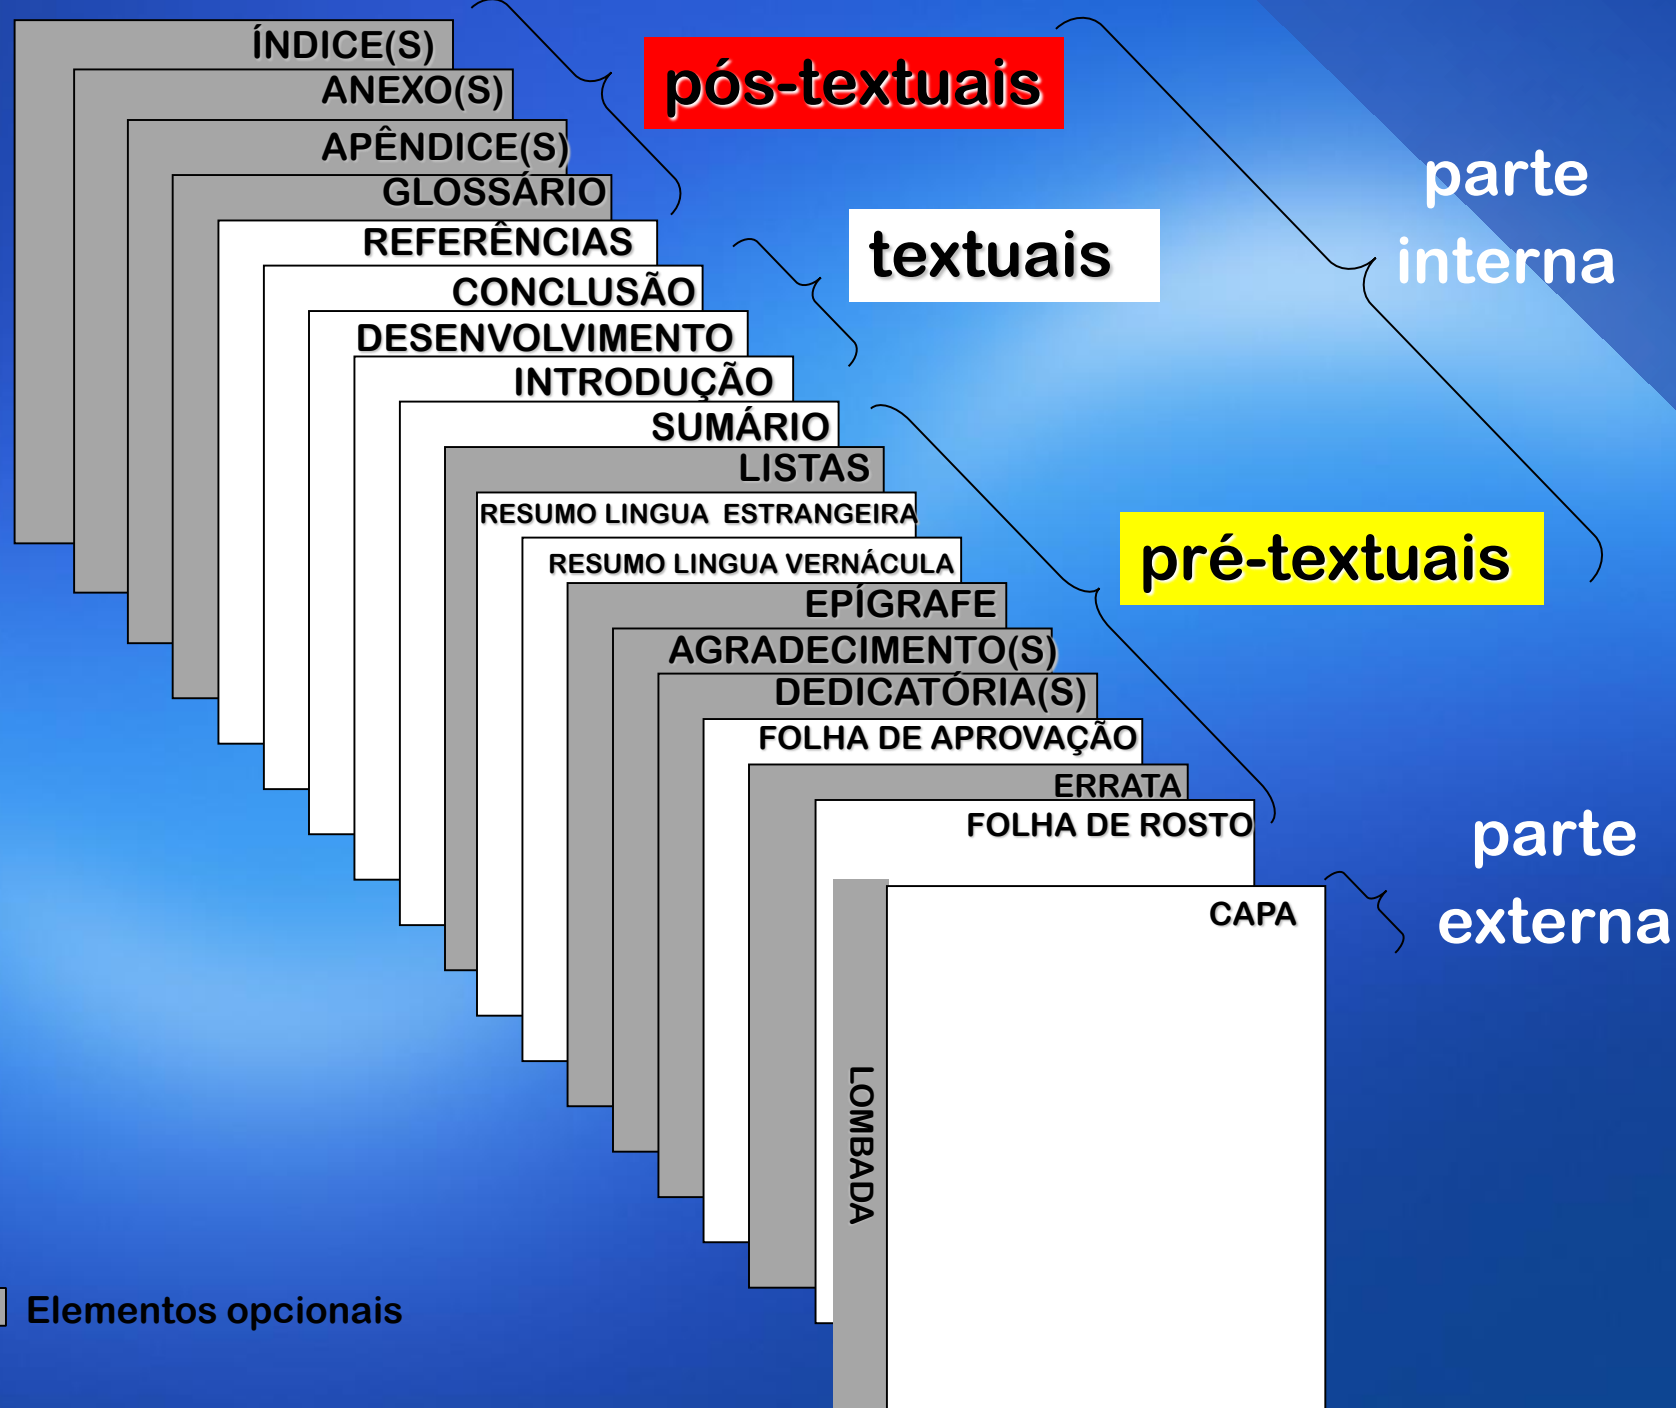 ÍNDICE(S)
ANEXO(S)
APÊNDICE(S)
GLOSSÁRIO
REFERÊNCIAS
CONCLUSÃO
DESENVOLVIMENTO
INTRODUÇÃO
SUMÁRIO
LISTAS
RESUMO LINGUA ESTRANGEIRA
RESUMO LINGUA VERNÁCULA
EPÍGRAFE
AGRADECIMENTO(S)
DEDICATÓRIA(S)
FOLHA DE APROVAÇÃO
ERRATA
FOLHA DE ROSTO
CAPA
LOMBADA
pós-textuais
textuais
pré-textuais
parte
interna
parte
externa
Elementos opcionais